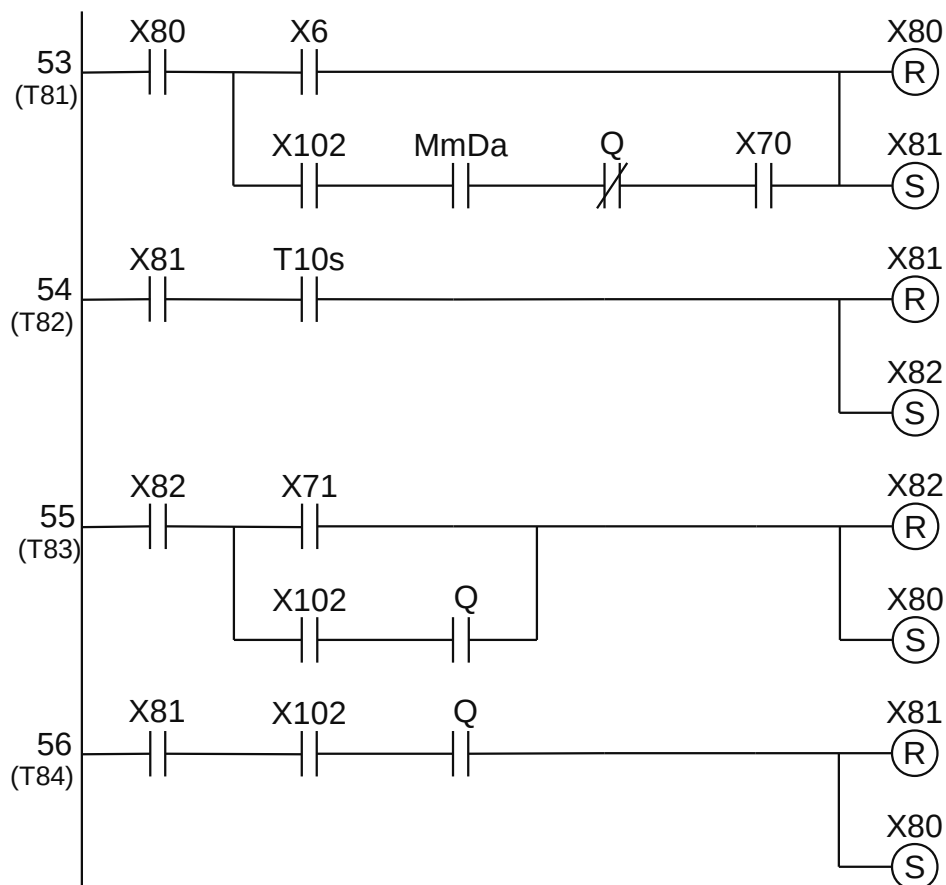 X80 X6 X80
53 R
(T81)
X102 MmDa Q X70 X81
S
X81 T10s X81
54 R
(T82)
X82
S
X82 X71 X82
55 R
(T83)
X102 Q X80
S
X81 X102 Q X81
56 R
(T84)
X80
S